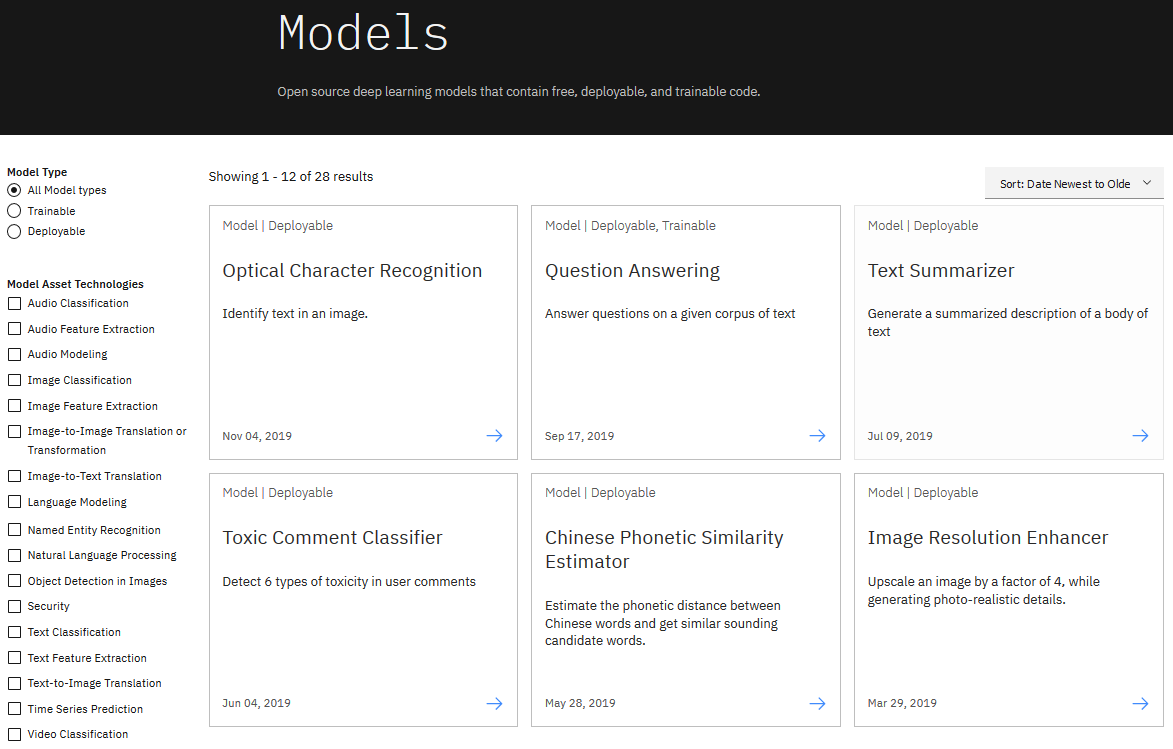 Models
Open source deep learning models that contain free, deployable, and trainable code.
Model Type
All Model types
Trainable
Deployable
Model Asset Technologies
Audio Classification
Audio Feature Extraction
Audio Modeling
Image Classification
Image Feature Extraction
Image-to-Image Translation or
Transformation
Image-to-Text Translation
Language Modeling
Named Entity Recognition
Natural Language Processing
Object Detection in Images
Security
Text Classification
Text Feature Extraction
Text-to-Image Translation
Time Series Prediction
Video Classification
Showing 1 - 12 of 28 results
Sort: Date Newest to Olde
Model | Deployable
Optical Character Recognition
Identify text in an image.
Nov 04, 2019
Model | Deployable, Trainable
Question Answering
Answer questions on a given corpus of text
Sep 17, 2019
Model | Deployable
Text Summarizer
Generate a summarized description of a body of
text
Jul 09, 2019
Model | Deployable
Toxic Comment Classifier
Detect 6 types of toxicity in user comments
Jun 04, 2019
Model | Deployable
Chinese Phonetic Similarity
Estimator
Estimate the phonetic distance between
Chinese words and get similar sounding
candidate words.
May 28, 2019
Model | Deployable
Image Resolution Enhancer
Upscale an image by a factor of 4, while
generating photo-realistic details.
Mar 29, 2019